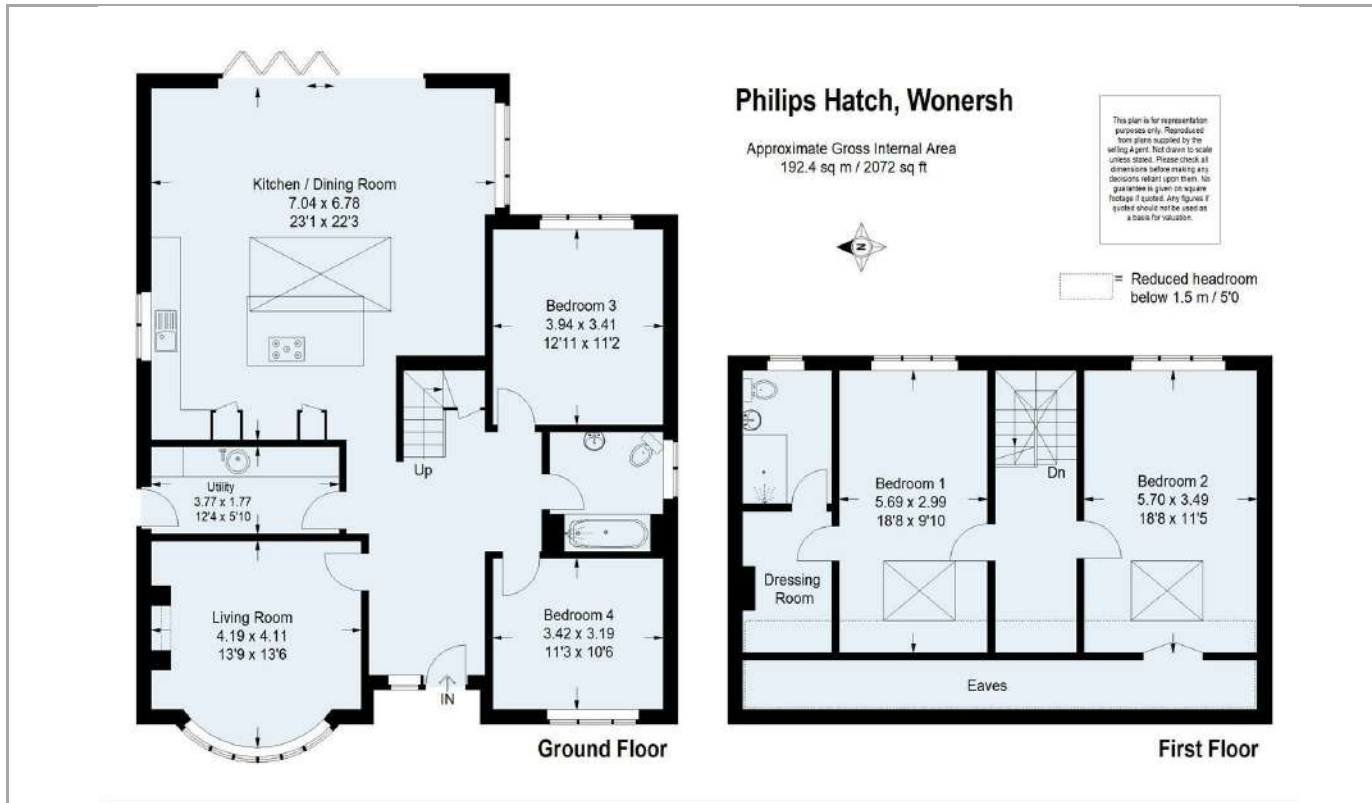 Philips Hatch, Wonersh
Approximate Gross Internal Area
192.4 sq m / 2072 sq ft
N
This plan is for representation
purposes only. Reproduced
from plans supplied by the
selling Agent. Not drawn to scale
unless stated. Please check all
dimensions before making any
decisions reliant upon them. No
guarantee is given on square
footage if quoted. Any figures if
quoted should not be used as
a basis for valuation.
= Reduced headroom
below 1.5 m / 5'0
Kitchen / Dining Room
7.04 x 6.78
23'1 x 22'3
Bedroom 3
3.94 x 3.41
12'11 x 11'2
Up
Utility
3.77 x 1.77
12'4 x 5'10
Living Room
4.19 x 4.11
13'9 x 13'6
Bedroom 4
3.42 x 3.19
11'3 x 10'6
IN
Ground Floor
Bedroom 1
5.69 x 2.99
18'8 x 9'10
Dn
Bedroom 2
5.70 x 3.49
18'8 x 11'5
Dressing
Room
Eaves
First Floor